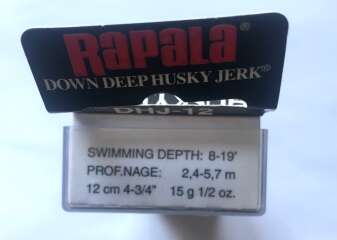 Rapala
DOWN DEEP HUSKY JERK®
DHJ-12
SWIMMING DEPTH: 8-19'
PROF.NAGE: 2,4-5,7 m
12 cm 4-3/4" 15 g 1/2 oz.